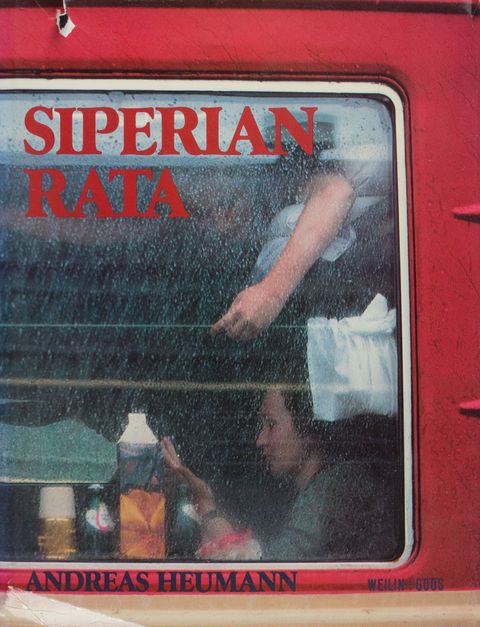 SIPERIAN
RATA
ANDREAS HEUMANN
WEILIN+GÖÖS